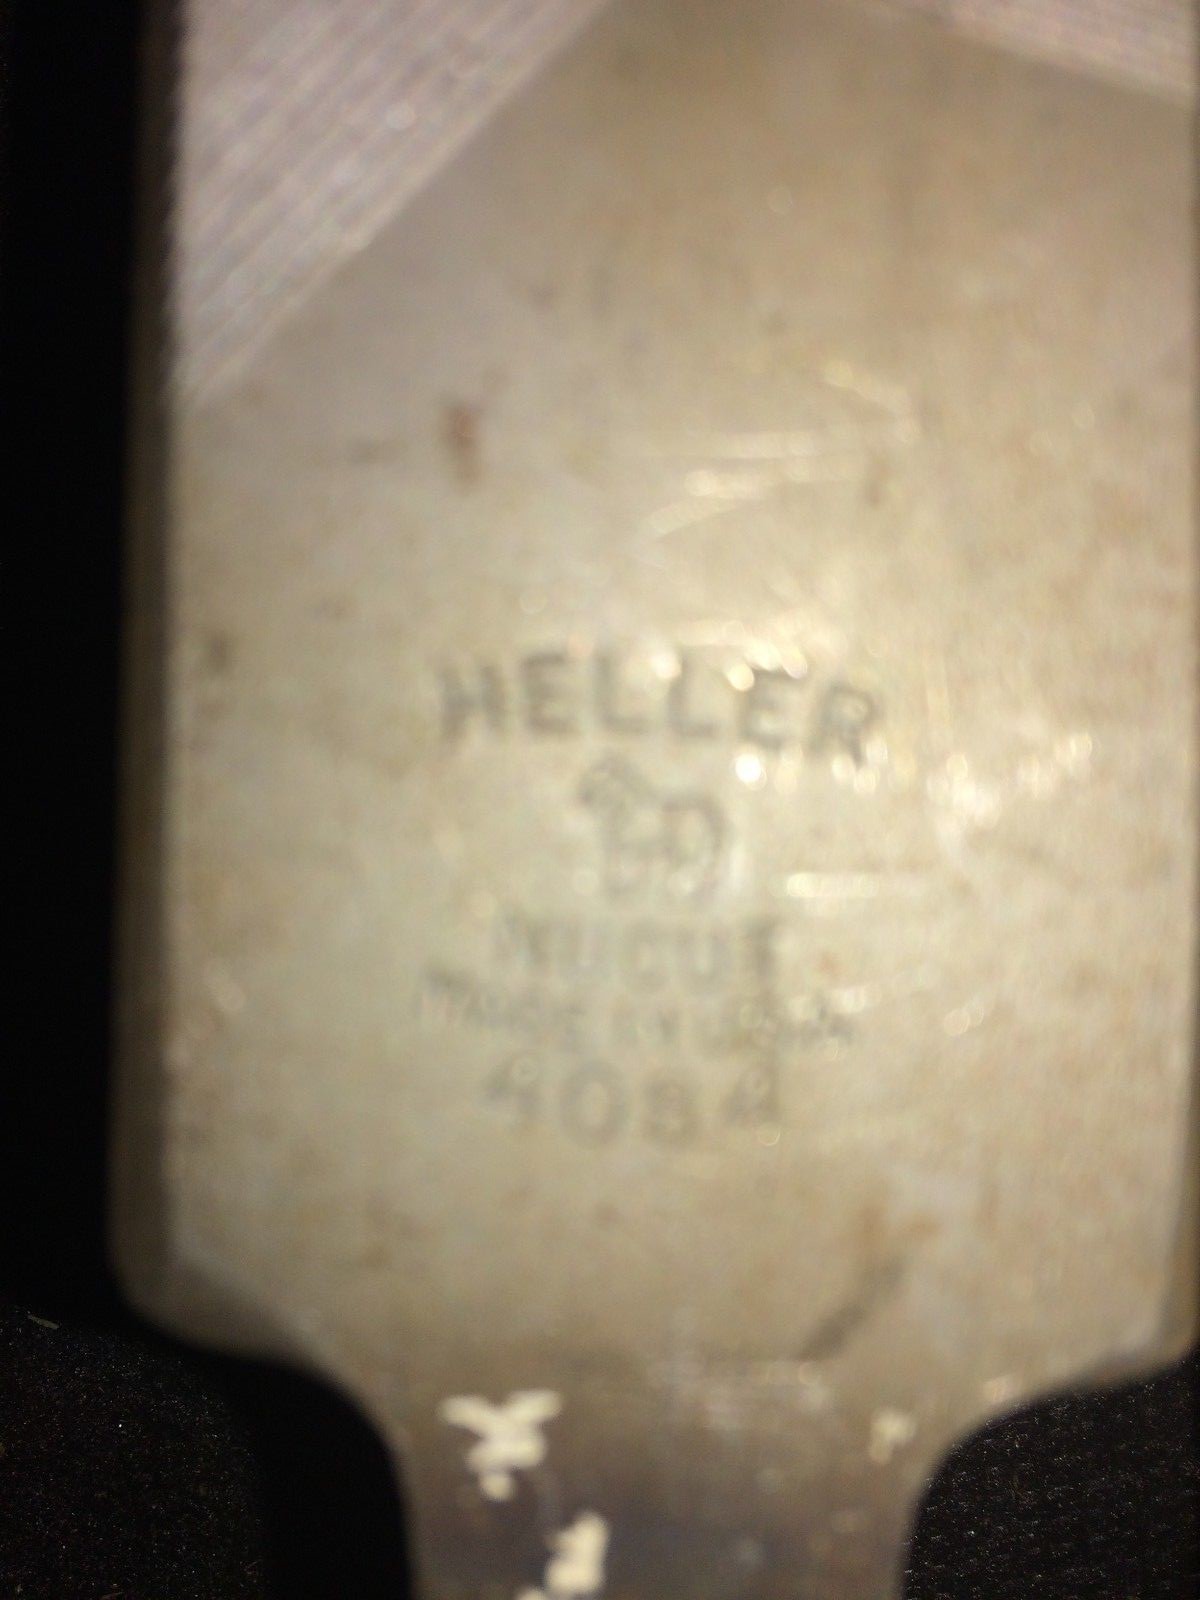 HELLER
NUCUT
MADE IN U.S.A.
4084